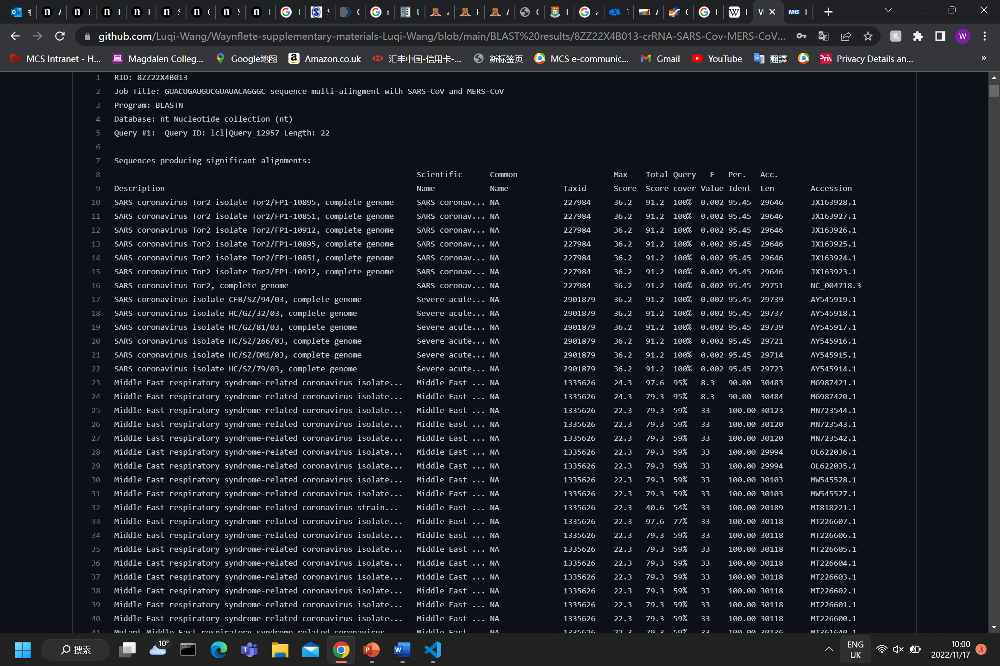 github.com/Luqi-Wang/Waynflete-supplementary-materials-Luqi-Wang/blob/main/BLAST%20results/8ZZ22X4B013-crRNA-SARS-Cov-MERS-CoV...
MCS Intranet - H... Magdalen Colleg... Google地图 Amazon.co.uk 汇丰中国-信用卡-... 新标签页 MCS e-communic... Gmail YouTube 翻譯 Privacy Details an... »
1 RID: 8ZZ22X4B013
2 Job Title: GUACUGAUGUCGUAUACAGGGC sequence multi-alingment with SARS-CoV and MERS-CoV
3 Program: BLASTN
4 Database: nt Nucleotide collection (nt)
5 Query #1: Query ID: lcl|Query_12957 Length: 22
6
7 Sequences producing significant alignments:
8 Scientific Common Max Total Query E Per. Acc.
9 Description Name Name Taxid Score Score cover Value Ident Len Accession
10 SARS coronavirus Tor2 isolate Tor2/FP1-10895, complete genome SARS coronav... NA 227984 36.2 91.2 100% 0.002 95.45 29646 JX163928.1
11 SARS coronavirus Tor2 isolate Tor2/FP1-10851, complete genome SARS coronav... NA 227984 36.2 91.2 100% 0.002 95.45 29646 JX163927.1
12 SARS coronavirus Tor2 isolate Tor2/FP1-10912, complete genome SARS coronav... NA 227984 36.2 91.2 100% 0.002 95.45 29646 JX163926.1
13 SARS coronavirus Tor2 isolate Tor2/FP1-10895, complete genome SARS coronav... NA 227984 36.2 91.2 100% 0.002 95.45 29646 JX163925.1
14 SARS coronavirus Tor2 isolate Tor2/FP1-10851, complete genome SARS coronav... NA 227984 36.2 91.2 100% 0.002 95.45 29646 JX163924.1
15 SARS coronavirus Tor2 isolate Tor2/FP1-10912, complete genome SARS coronav... NA 227984 36.2 91.2 100% 0.002 95.45 29646 JX163923.1
16 SARS coronavirus Tor2, complete genome SARS coronav... NA 227984 36.2 91.2 100% 0.002 95.45 29751 NC_004718.3
17 SARS coronavirus isolate CFB/SZ/94/03, complete genome Severe acute... NA 2901879 36.2 91.2 100% 0.002 95.45 29739 AY545919.1
18 SARS coronavirus isolate HC/GZ/32/03, complete genome Severe acute... NA 2901879 36.2 91.2 100% 0.002 95.45 29737 AY545918.1
19 SARS coronavirus isolate HC/GZ/81/03, complete genome Severe acute... NA 2901879 36.2 91.2 100% 0.002 95.45 29739 AY545917.1
20 SARS coronavirus isolate HC/SZ/266/03, complete genome Severe acute... NA 2901879 36.2 91.2 100% 0.002 95.45 29721 AY545916.1
21 SARS coronavirus isolate HC/SZ/DM1/03, complete genome Severe acute... NA 2901879 36.2 91.2 100% 0.002 95.45 29714 AY545915.1
22 SARS coronavirus isolate HC/SZ/79/03, complete genome Severe acute... NA 2901879 36.2 91.2 100% 0.002 95.45 29723 AY545914.1
23 Middle East respiratory syndrome-related coronavirus isolate... Middle East ... NA 1335626 24.3 97.6 95% 8.3 90.00 30483 MG987421.1
24 Middle East respiratory syndrome-related coronavirus isolate... Middle East ... NA 1335626 24.3 79.3 95% 8.3 90.00 30484 MG987420.1
25 Middle East respiratory syndrome-related coronavirus isolate... Middle East ... NA 1335626 22.3 79.3 59% 33 100.00 30123 MN723544.1
26 Middle East respiratory syndrome-related coronavirus isolate... Middle East ... NA 1335626 22.3 79.3 59% 33 100.00 30120 MN723543.1
27 Middle East respiratory syndrome-related coronavirus isolate... Middle East ... NA 1335626 22.3 79.3 59% 33 100.00 30120 MN723542.1
28 Middle East respiratory syndrome-related coronavirus isolate... Middle East ... NA 1335626 22.3 79.3 59% 33 100.00 29994 OL622036.1
29 Middle East respiratory syndrome-related coronavirus isolate... Middle East ... NA 1335626 22.3 79.3 59% 33 100.00 29994 OL622035.1
30 Middle East respiratory syndrome-related coronavirus isolate... Middle East ... NA 1335626 22.3 79.3 59% 33 100.00 30103 MW545528.1
31 Middle East respiratory syndrome-related coronavirus isolate... Middle East ... NA 1335626 22.3 79.3 59% 33 100.00 30103 MW545527.1
32 Middle East respiratory syndrome-related coronavirus strain... Middle East ... NA 1335626 22.3 40.6 54% 33 100.00 20189 MT818221.1
33 Middle East respiratory syndrome-related coronavirus isolate... Middle East ... NA 1335626 22.3 97.6 77% 33 100.00 30118 MT226607.1
34 Middle East respiratory syndrome-related coronavirus isolate... Middle East ... NA 1335626 22.3 79.3 59% 33 100.00 30118 MT226606.1
35 Middle East respiratory syndrome-related coronavirus isolate... Middle East ... NA 1335626 22.3 79.3 59% 33 100.00 30118 MT226605.1
36 Middle East respiratory syndrome-related coronavirus isolate... Middle East ... NA 1335626 22.3 79.3 59% 33 100.00 30118 MT226604.1
37 Middle East respiratory syndrome-related coronavirus isolate... Middle East ... NA 1335626 22.3 79.3 59% 33 100.00 30118 MT226603.1
38 Middle East respiratory syndrome-related coronavirus isolate... Middle East ... NA 1335626 22.3 79.3 59% 33 100.00 30118 MT226602.1
39 Middle East respiratory syndrome-related coronavirus isolate... Middle East ... NA 1335626 22.3 79.3 59% 33 100.00 30118 MT226601.1
40 Middle East respiratory syndrome-related coronavirus isolate... Middle East ... NA 1335626 22.3 79.3 59% 33 100.00 30118 MT226600.1
41 Mutant Middle East respiratory syndrome-related coronavirus... Middle East ... NA 1335626 22.3 79.3 59% 33 100.00 30136 MT361640.1
搜索 10° ENG 10:00
UK 2022/11/17 3